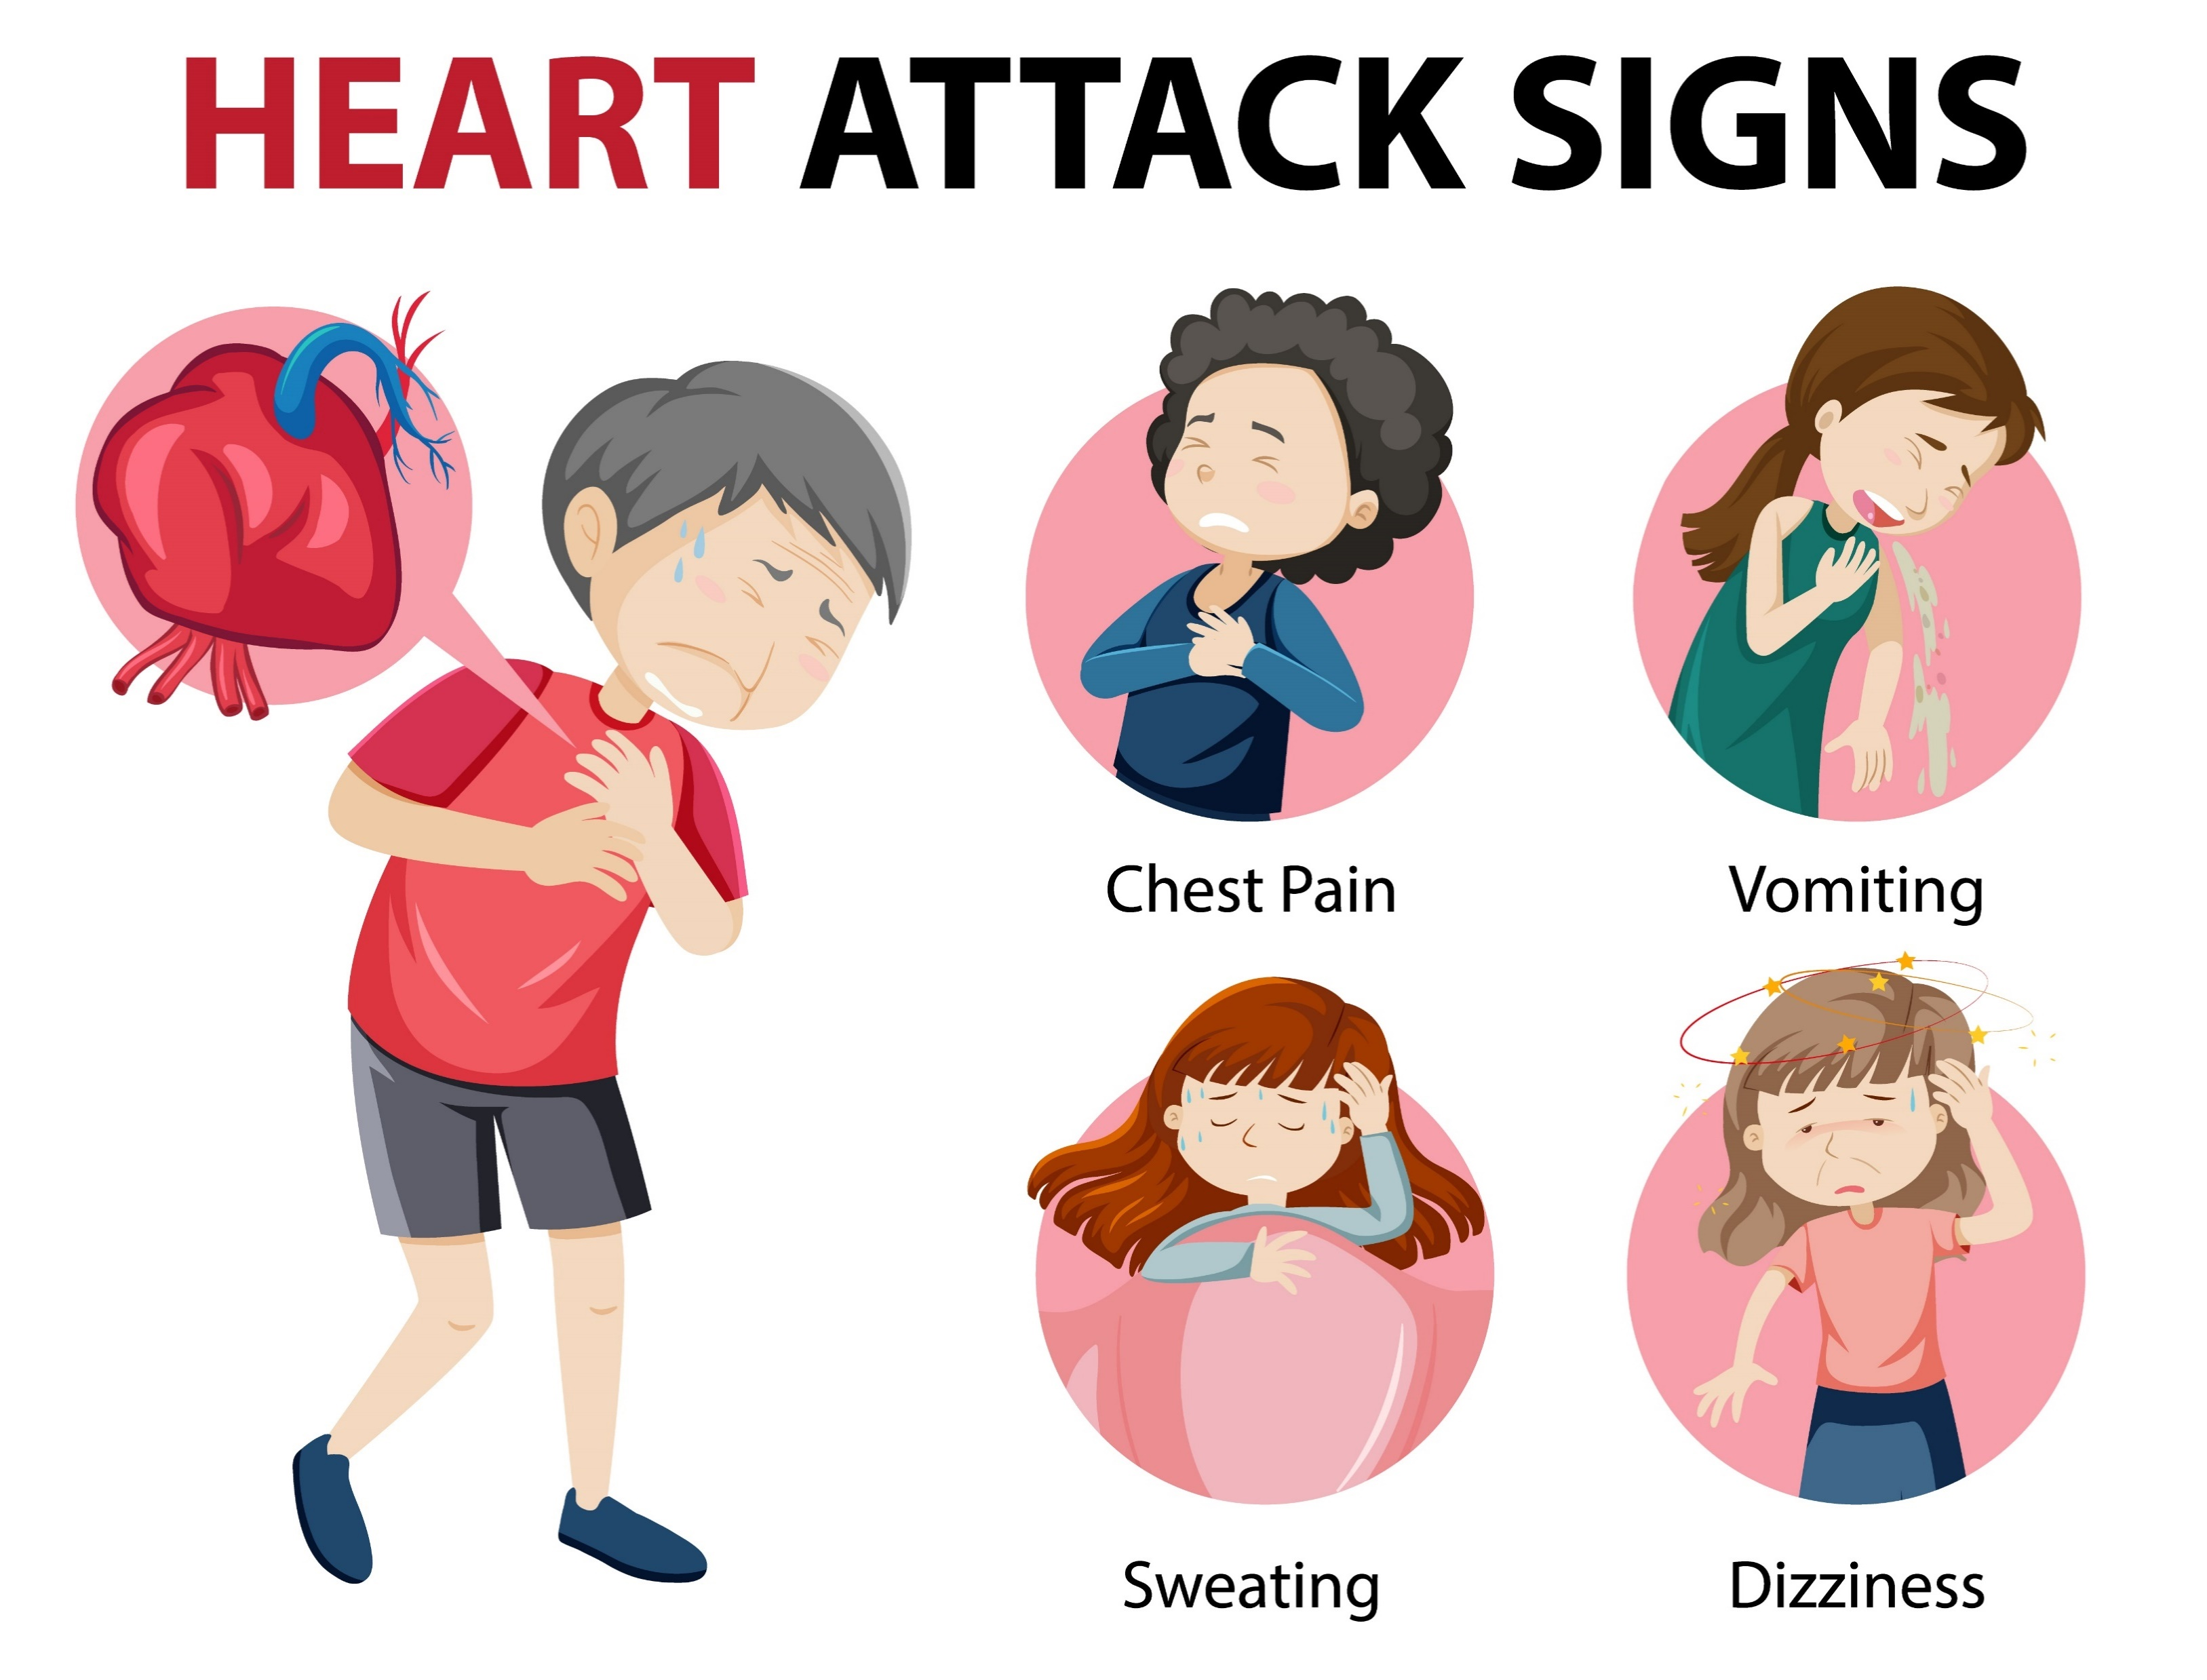 HEART ATTACK SIGNS
Chest Pain
Vomiting
Sweating
Dizziness